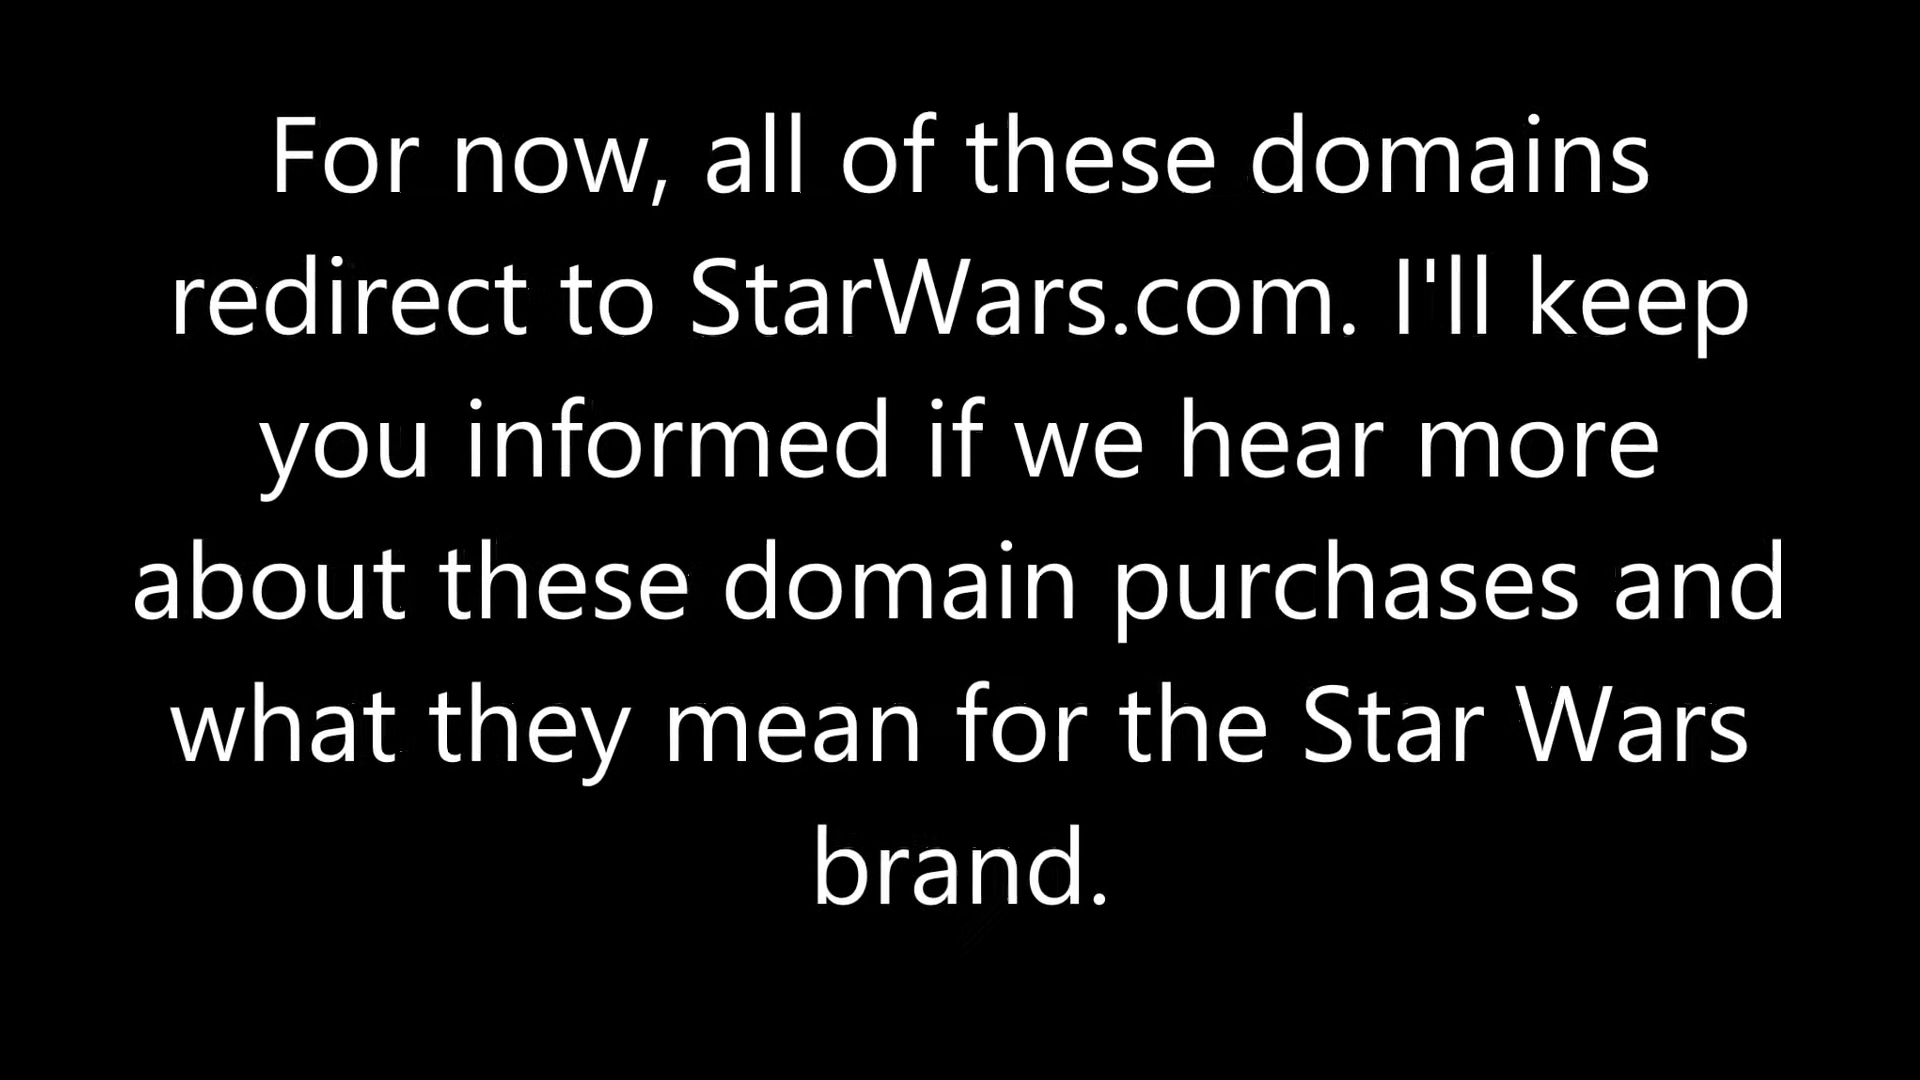 For now, all of these domains
redirect to StarWars.com. I'll keep
you informed if we hear more
about these domain purchases and
what they mean for the Star Wars
brand.